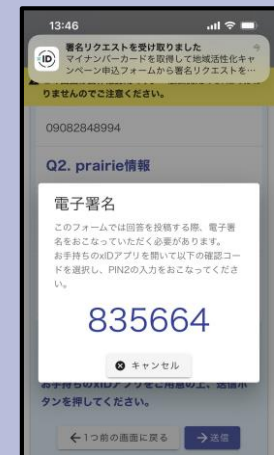 13:46
署名リクエストを受け取りました
マイナンバーカードを取得して地域活性化キャ
ンペーン申込フォームから署名リクエストを…
りませんのでご注意ください。
09082848994
Q2. prairie情報
電子署名
このフォームでは回答を投稿する際、電子署
名をおこなっていただく必要があります。
お手持ちのxIDアプリを開いて以下の確認コー
ドを選択し、PIN2の入力をおこなってくださ
い。
835664
キャンセル
お手持ちのxIDアプリをご用意の上、送信ボ
タンを押してください。
←1つ前の画面に戻る
→送信